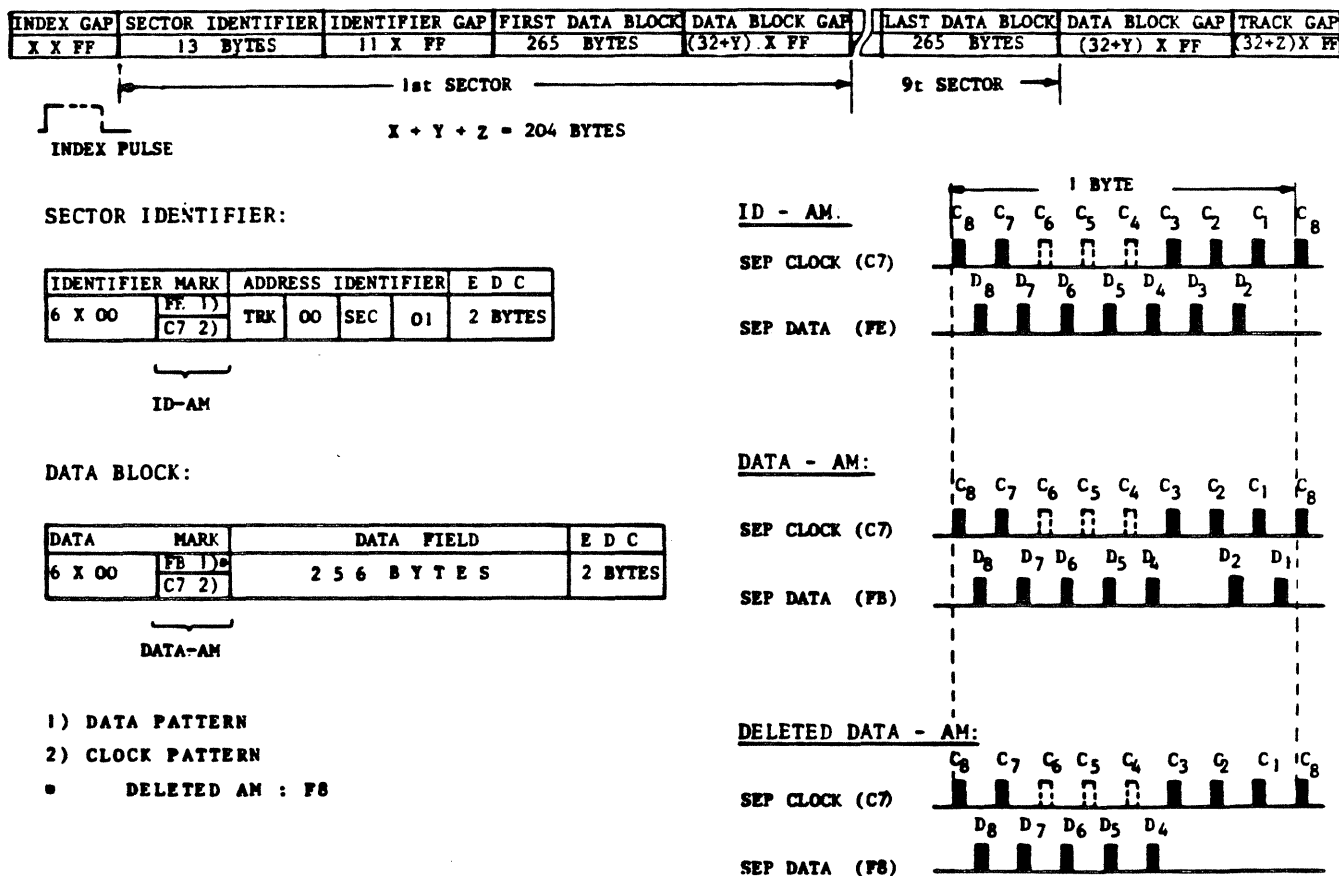 INDEX GAP SECTOR IDENTIFIER IDENTIFIER GAP FIRST DATA BLOCK DATA BLOCK GAP LAST DATA BLOCK DATA BLOCK GAP TRACK GAP
X X FF 13 BYTES 11 X FF 265 BYTES (32+Y) X FF 265 BYTES (32+Y) X FF (32+Z)X FF
1st SECTOR 9t SECTOR
INDEX PULSE
X + Y + Z = 204 BYTES
SECTOR IDENTIFIER:
IDENTIFIER MARK ADDRESS IDENTIFIER E D C
6 X 00 FE 1) TRK 00 SEC 01 2 BYTES
C7 2)
ID-AM
DATA BLOCK:
DATA MARK DATA FIELD E D C
6 X 00 FB 1)* 2 5 6 B Y T E S 2 BYTES
C7 2)
DATA-AM
1) DATA PATTERN
2) CLOCK PATTERN
* DELETED AM : F8
1 BYTE
ID - AM.
C8 C7 C6 C5 C4 C3 C2 C1 C8
SEP CLOCK (C7)
D8 D7 D6 D5 D4 D3 D2
SEP DATA (FE)
DATA - AM:
C8 C7 C6 C5 C4 C3 C2 C1 C8
SEP CLOCK (C7)
D8 D7 D6 D5 D4 D2 D1
SEP DATA (FB)
DELETED DATA - AM:
C8 C7 C6 C5 C4 C3 C2 C1 C8
SEP CLOCK (C7)
D8 D7 D6 D5 D4
SEP DATA (F8)